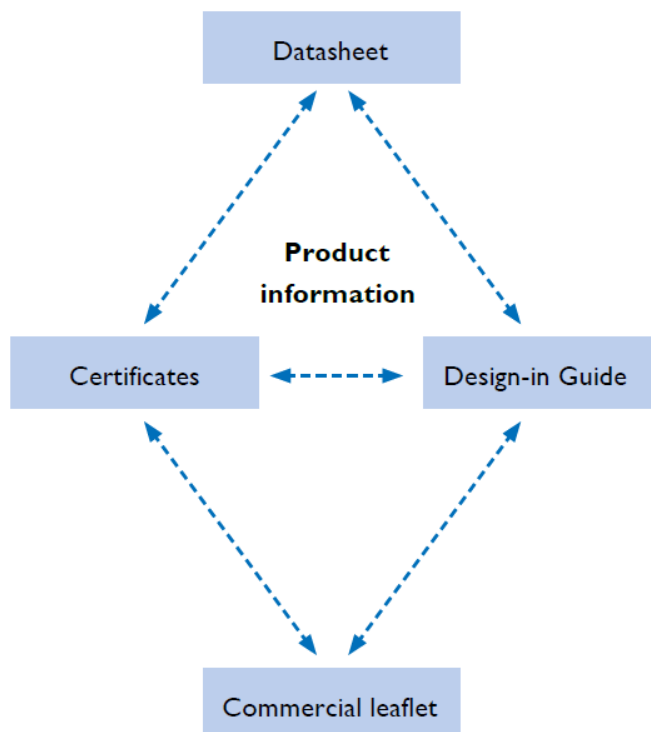 Datasheet
Product
information
Certificates
Design-in Guide
Commercial leaflet